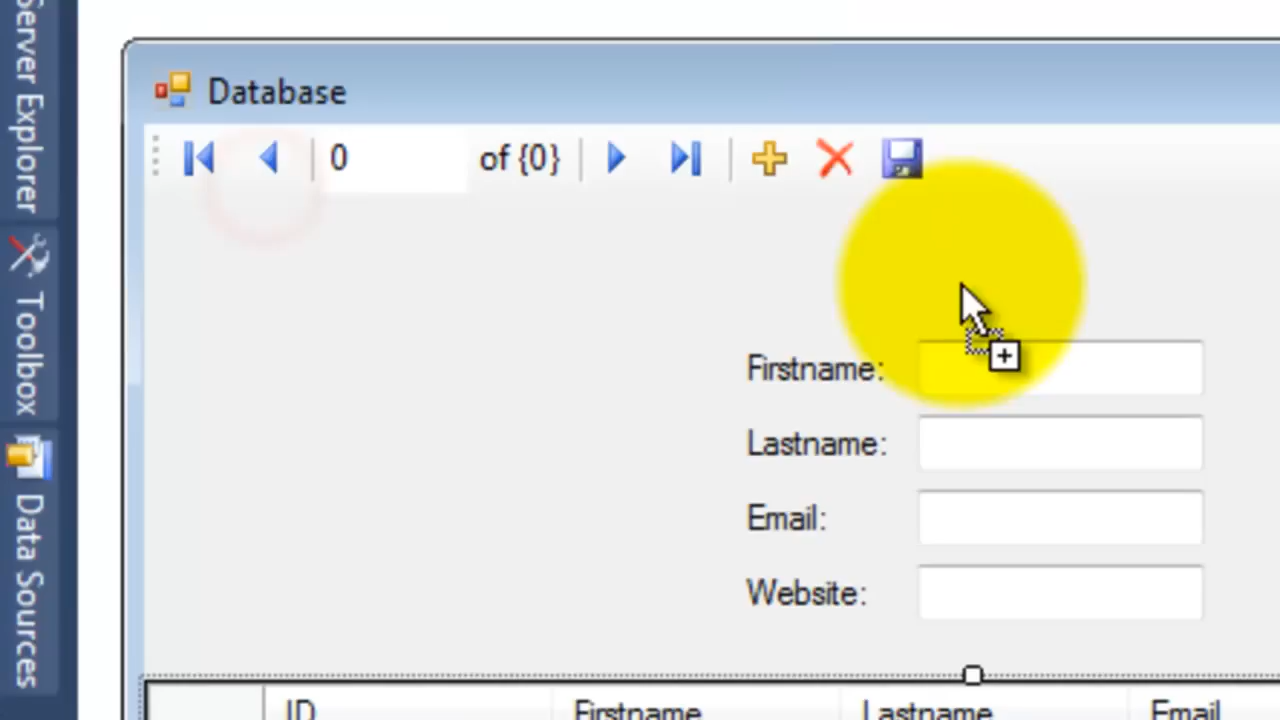 Server Explorer
Toolbox
Data Sources
Database
0 of {0}
Firstname:
Lastname:
Email:
Website:
ID Firstname Lastname Email